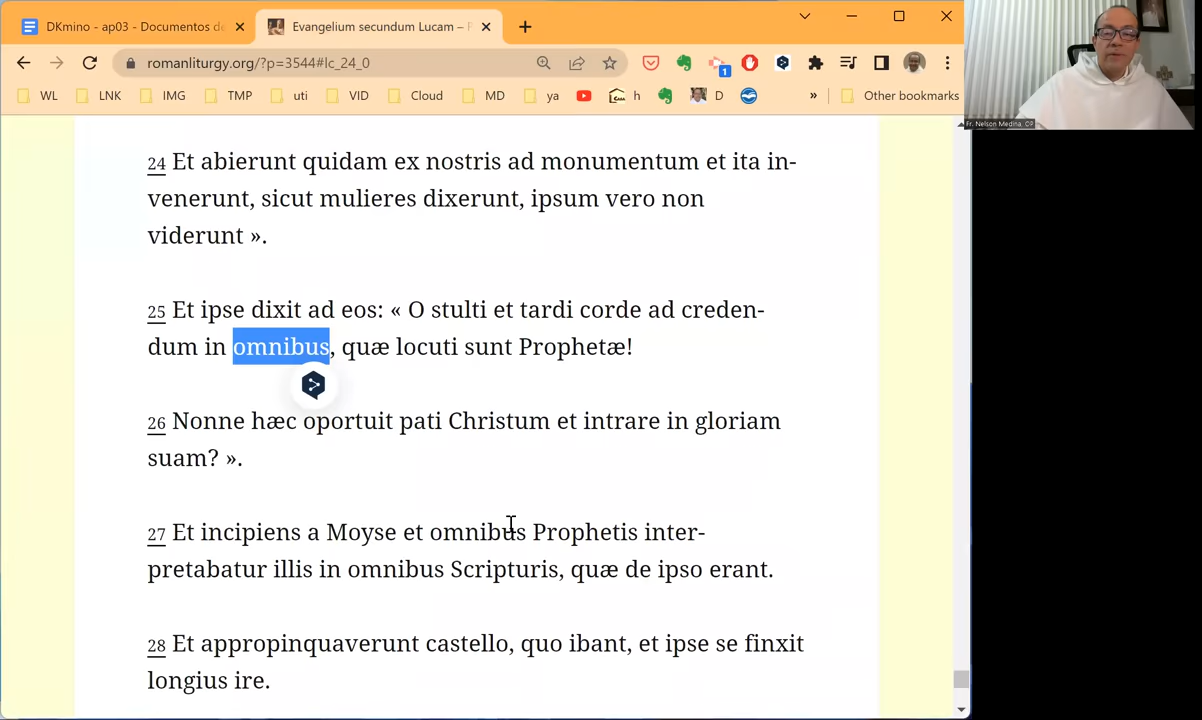 DKmino - ap03 - Documentos de
Evangelium secundum Lucam – F
romanliturgy.org/?p=3544#lc_24_0
1
WL LNK IMG TMP uti VID Cloud MD ya h D » Other bookmarks
Fr. Nelson Medina, OP
24 Et abierunt quidam ex nostris ad monumentum et ita in-
venerunt, sicut mulieres dixerunt, ipsum vero non
viderunt ».
25 Et ipse dixit ad eos: « O stulti et tardi corde ad creden-
dum in omnibus, quæ locuti sunt Prophetæ!
26 Nonne hæc oportuit pati Christum et intrare in gloriam
suam? ».
27 Et incipiens a Moyse et omnibus Prophetis inter-
pretabatur illis in omnibus Scripturis, quæ de ipso erant.
28 Et appropinquaverunt castello, quo ibant, et ipse se finxit
longius ire.